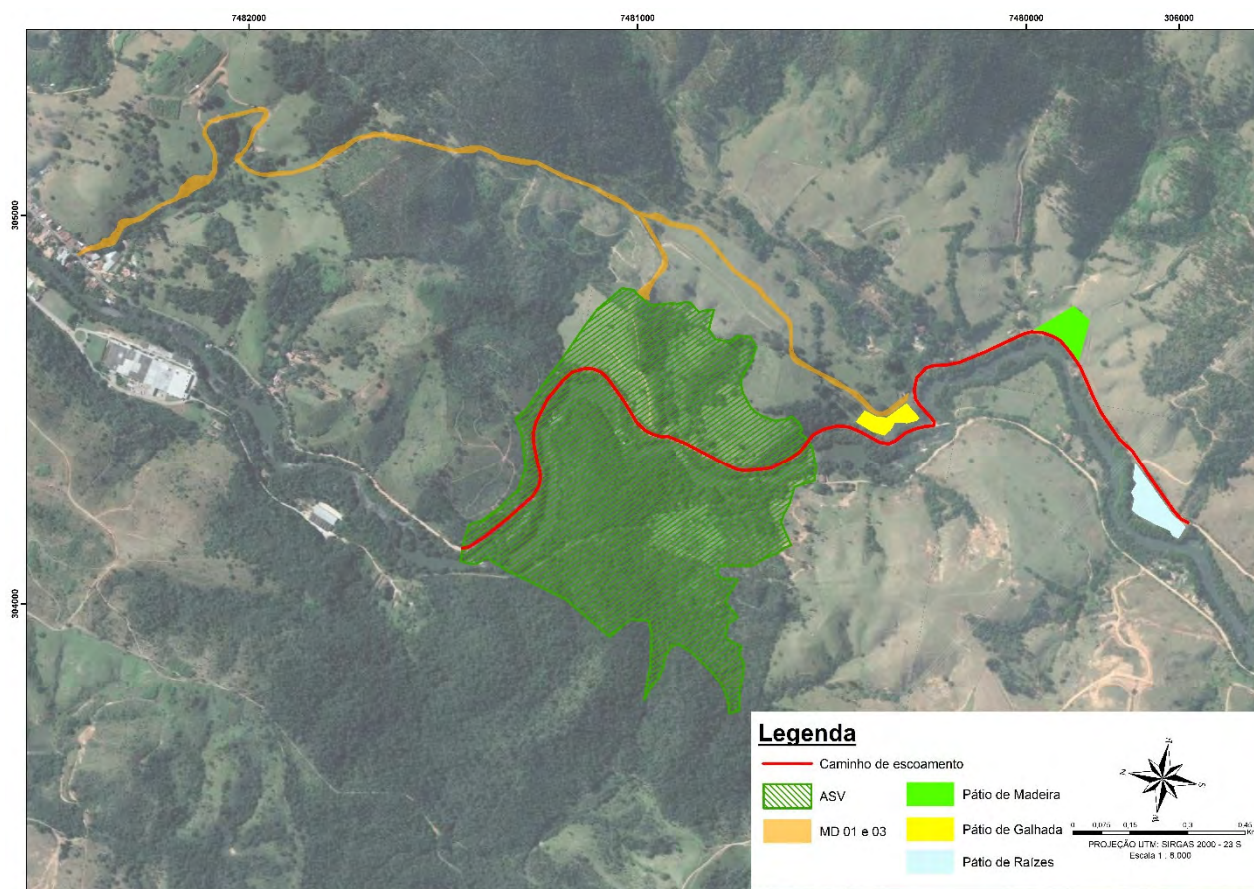 7482000 7481000 7480000 306000
305000
304000
Legenda
Caminho de escoamento
ASV
MD 01 e 03
Pátio de Madeira
Pátio de Galhada
Pátio de Raízes
N
S
0 0,075 0,15 0,3 0,45
PROJEÇÃO UTM: SIRGAS 2000 - 23 S
Escala 1 : 8.000